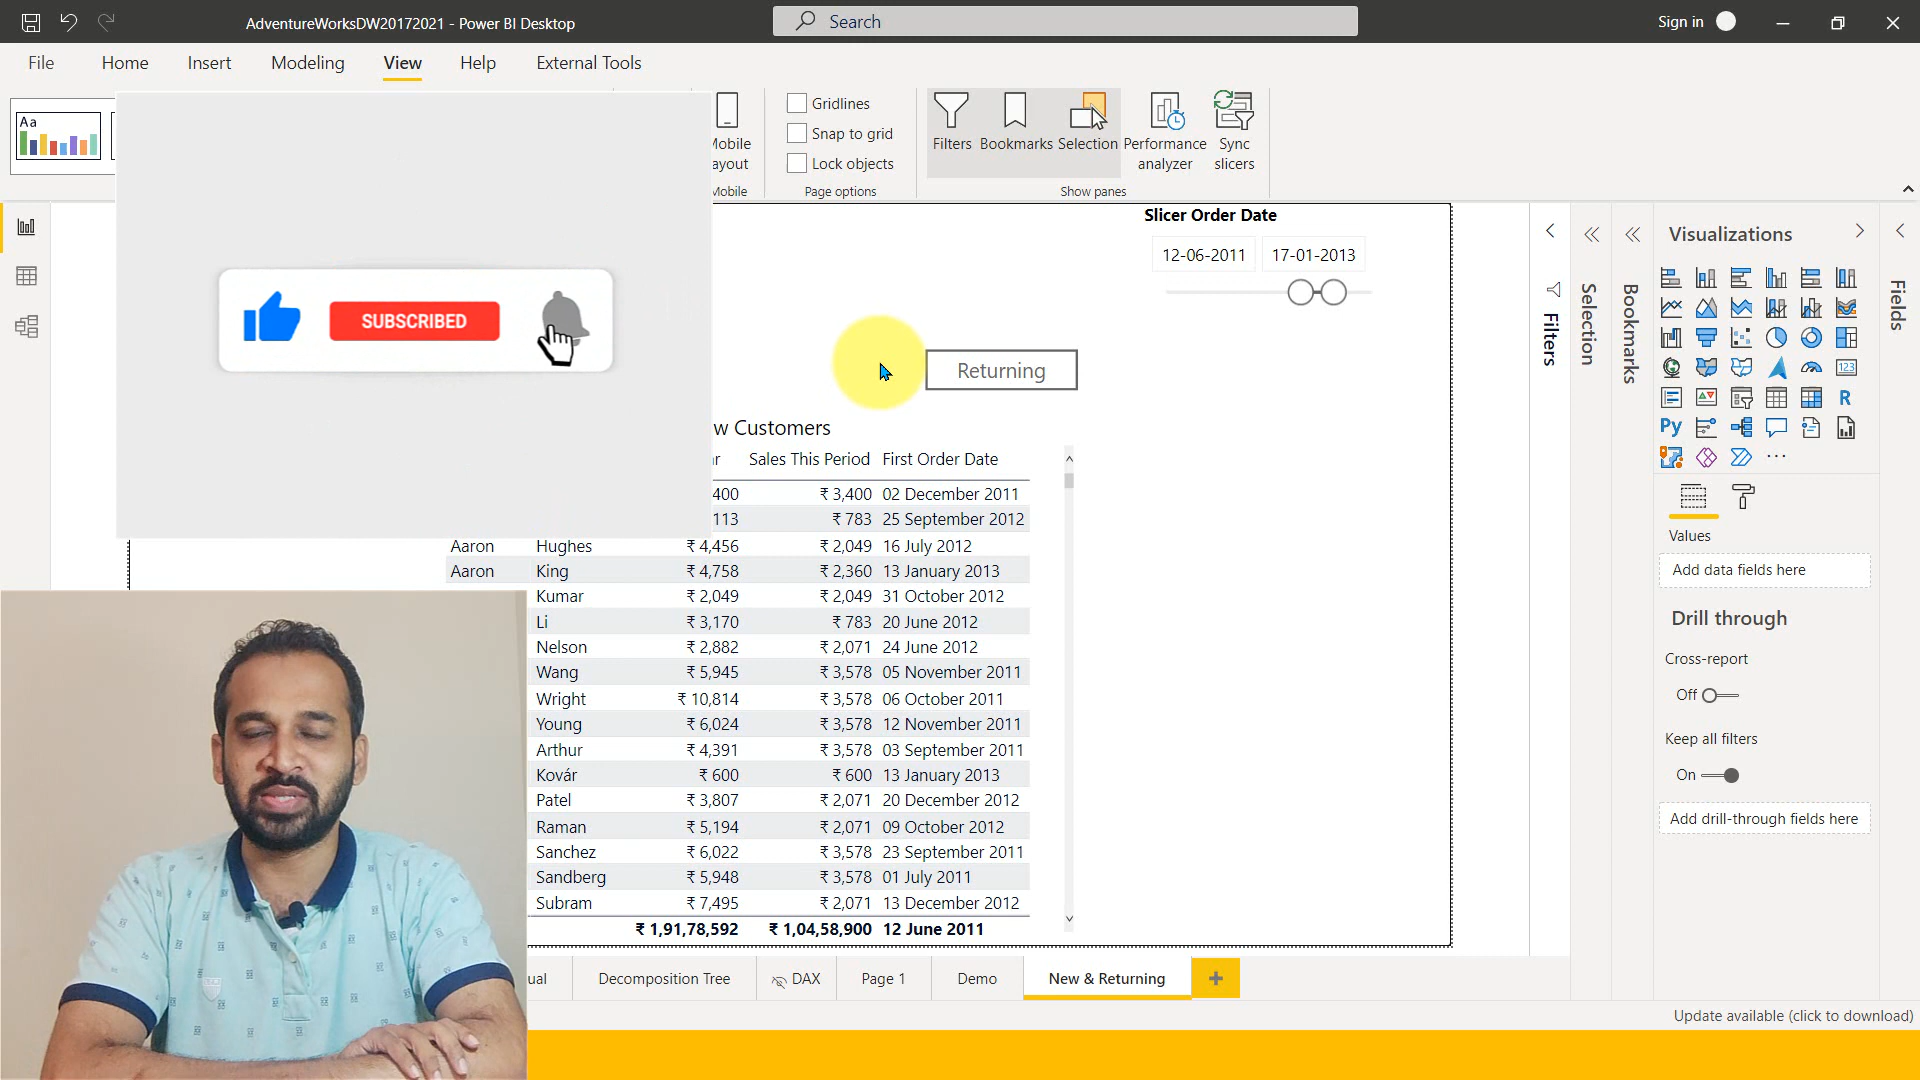 AdventureWorksDW20172021 - Power BI Desktop
Search
Sign in
File
Home
Insert
Modeling
View
Help
External Tools
Aa
Mobile
layout
Mobile
Gridlines
Snap to grid
Lock objects
Page options
Filters
Bookmarks
Selection
Performance
analyzer
Sync
slicers
Show panes
Slicer Order Date
12-06-2011 17-01-2013
SUBSCRIBED
Returning
w Customers
Sales This Period First Order Date
400 ₹ 3,400 02 December 2011
113 ₹ 783 25 September 2012
Aaron Hughes ₹ 4,456 ₹ 2,049 16 July 2012
Aaron King ₹ 4,758 ₹ 2,360 13 January 2013
Kumar ₹ 2,049 ₹ 2,049 31 October 2012
Li ₹ 3,170 ₹ 783 20 June 2012
Nelson ₹ 2,882 ₹ 2,071 24 June 2012
Wang ₹ 5,945 ₹ 3,578 05 November 2011
Wright ₹ 10,814 ₹ 3,578 06 October 2011
Young ₹ 6,024 ₹ 3,578 12 November 2011
Arthur ₹ 4,391 ₹ 3,578 03 September 2011
Kovár ₹ 600 ₹ 600 13 January 2013
Patel ₹ 3,807 ₹ 2,071 20 December 2012
Raman ₹ 5,194 ₹ 2,071 09 October 2012
Sanchez ₹ 6,022 ₹ 3,578 23 September 2011
Sandberg ₹ 5,948 ₹ 3,578 01 July 2011
Subram ₹ 7,495 ₹ 2,071 13 December 2012
₹ 1,91,78,592 ₹ 1,04,58,900 12 June 2011
ual
Decomposition Tree
DAX
Page 1
Demo
New & Returning
+
Filters
Selection
Bookmarks
Visualizations
Fields
123
R
Py
...
Values
Add data fields here
Drill through
Cross-report
Off
Keep all filters
On
Add drill-through fields here
Update available (click to download)